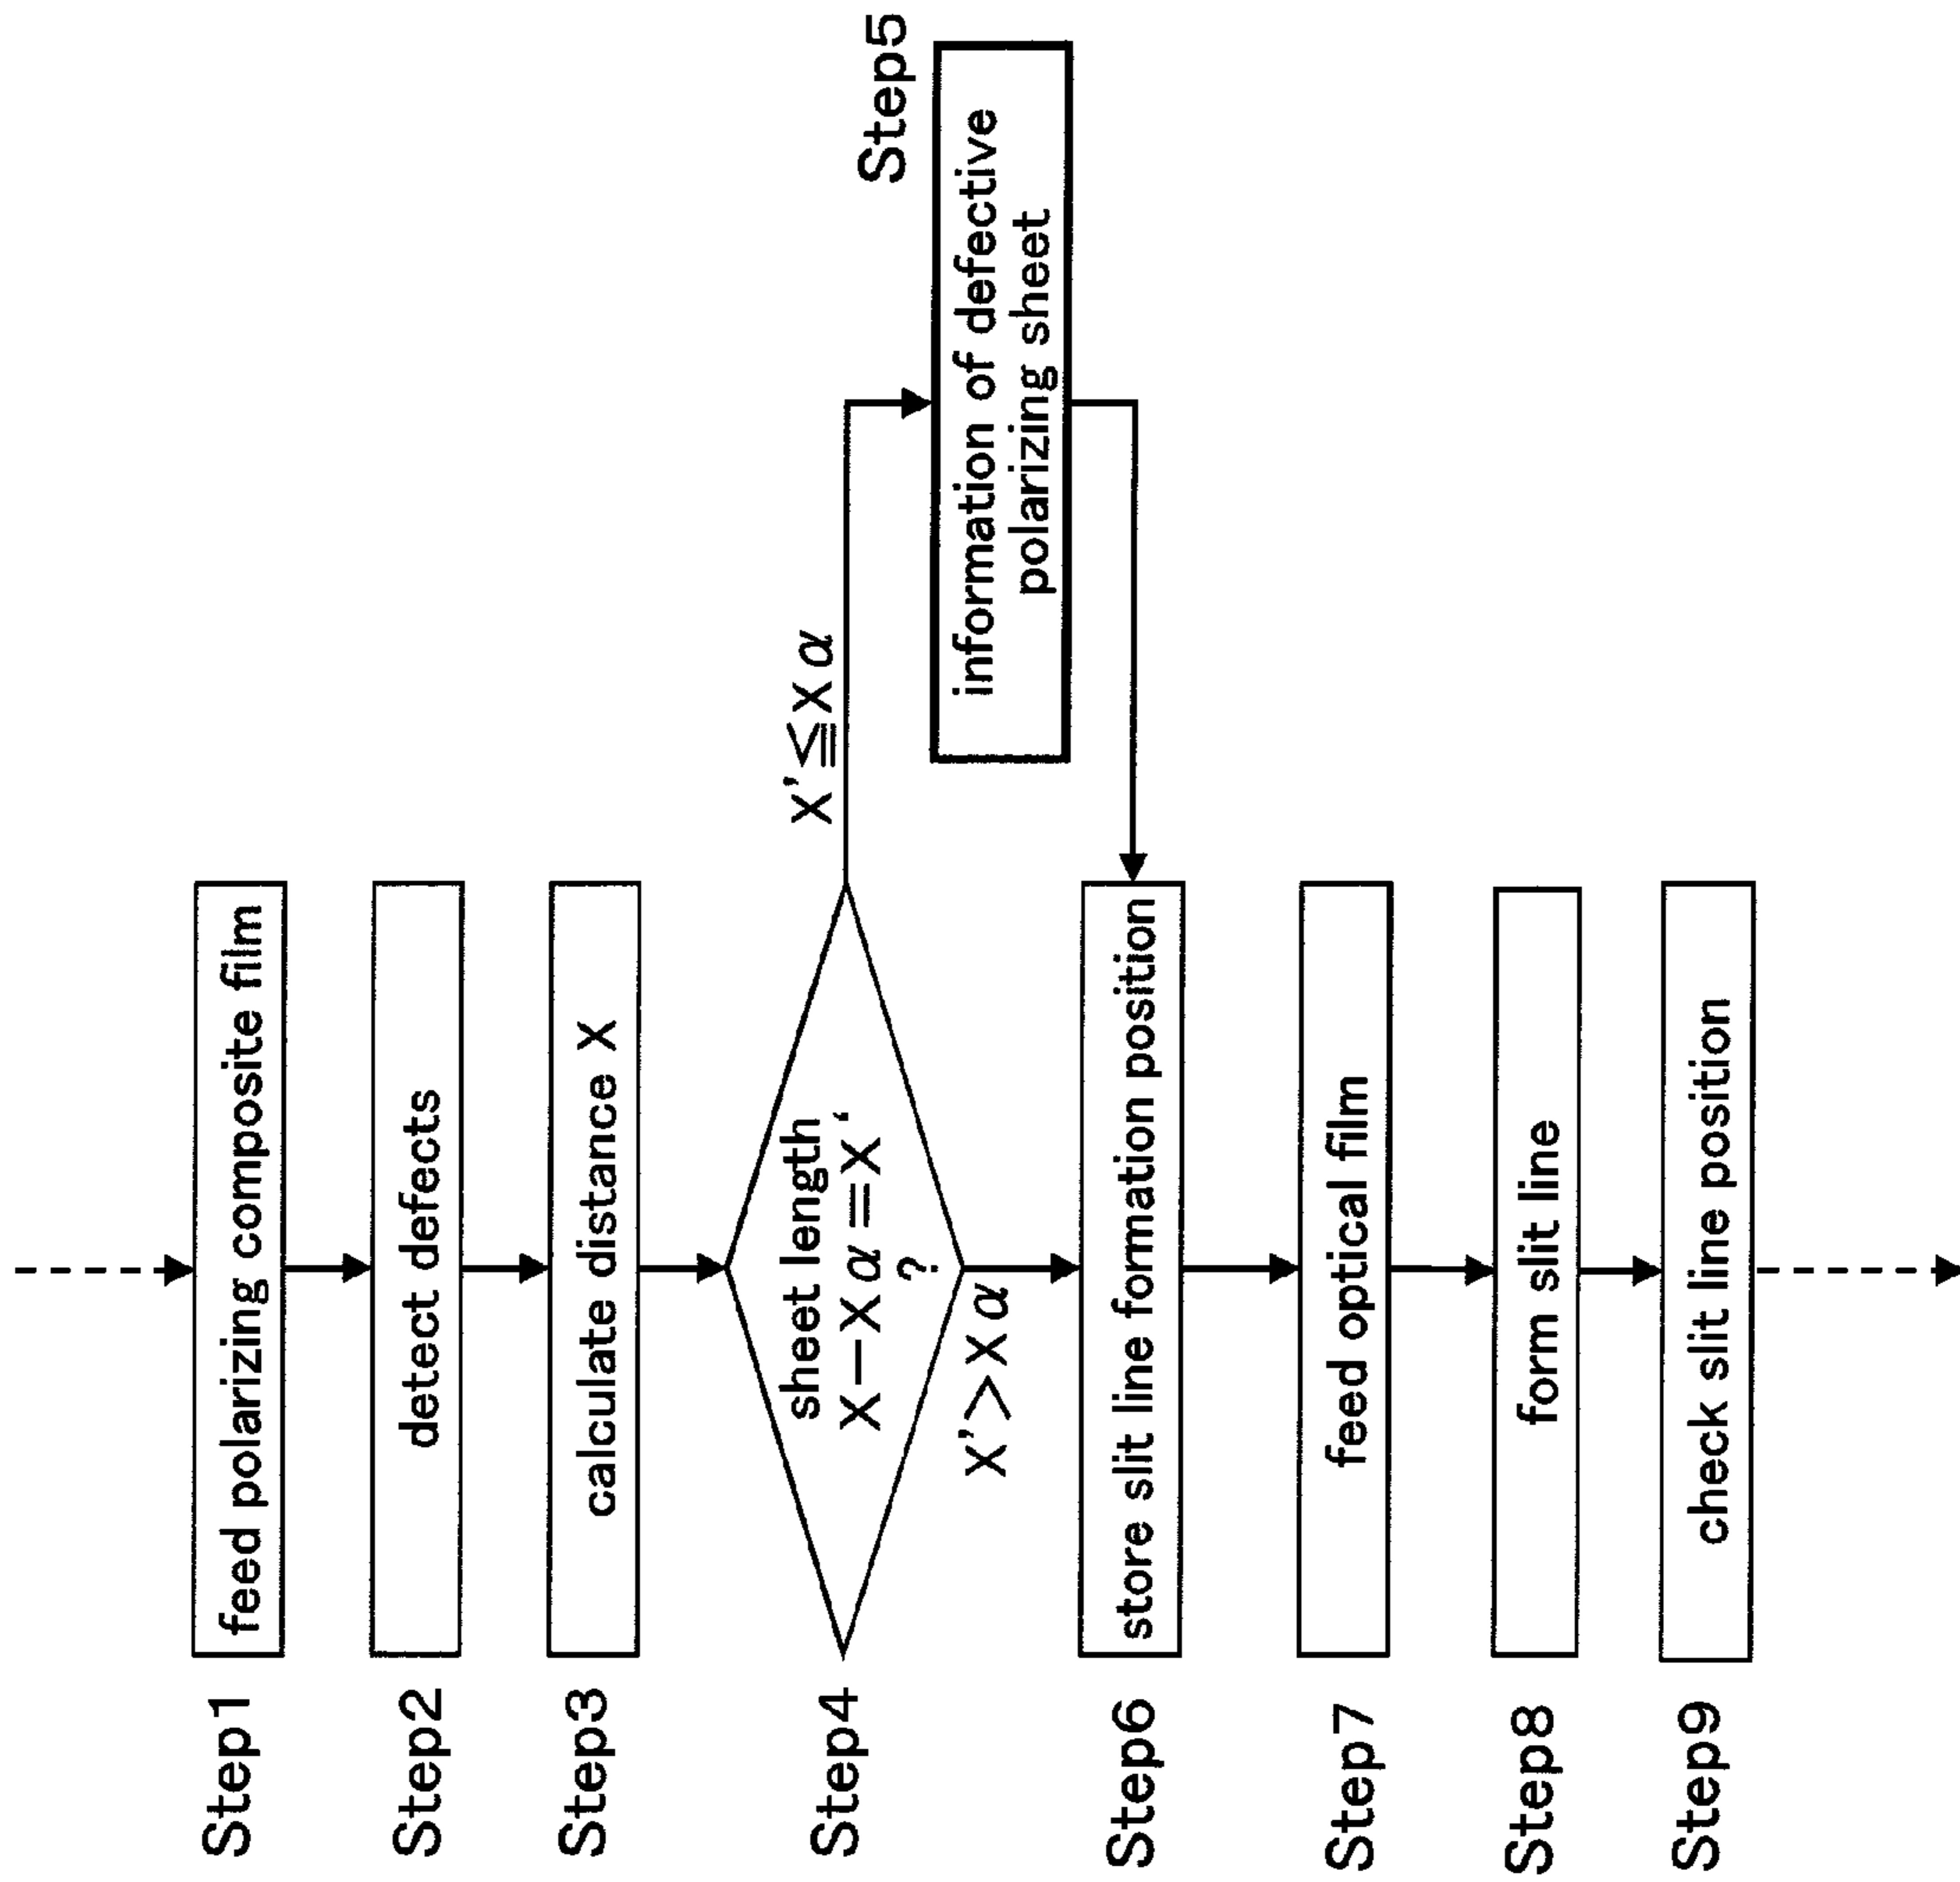 Step1
feed polarizing composite film
Step2
detect defects
Step3
calculate distance X
Step4
sheet length
X−Xα=X‘
?
X'≦Xα
X'>Xα
Step5
information of defective
polarizing sheet
Step6
store slit line formation position
Step7
feed optical film
Step8
form slit line
Step9
check slit line position